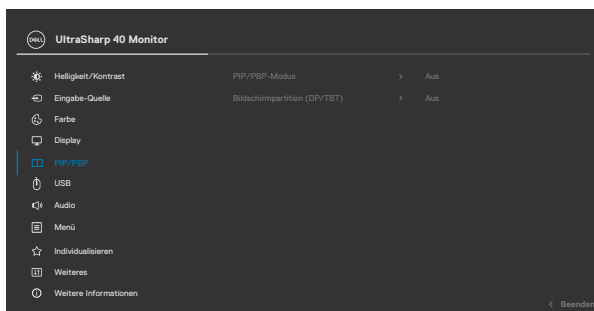 DELL UltraSharp 40 Monitor
Helligkeit/Kontrast PIP/PBP-Modus > Aus
Eingabe-Quelle Bildschirmpartition (DP/TBT) > Aus
Farbe
Display
PIP/PBP
USB
Audio
Menü
Individualisieren
Weiteres
Weitere Informationen
< Beenden